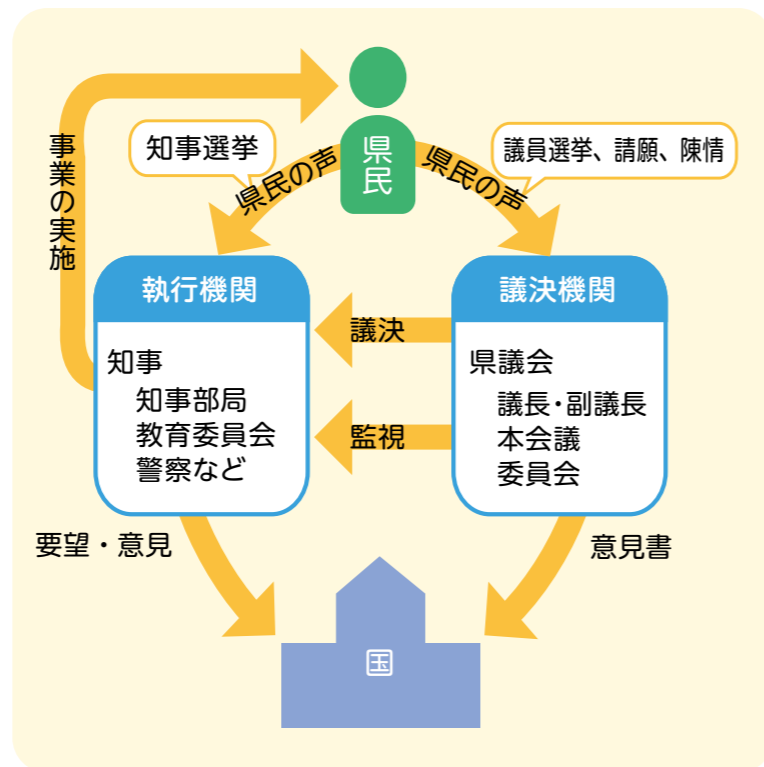 県民
事業の実施
知事選挙
県民の声
県民の声
議員選挙、請願、陳情
執行機関
知事
知事部局
教育委員会
警察など
議決
監視
議決機関
県議会
議長・副議長
本会議
委員会
要望・意見
意見書
国